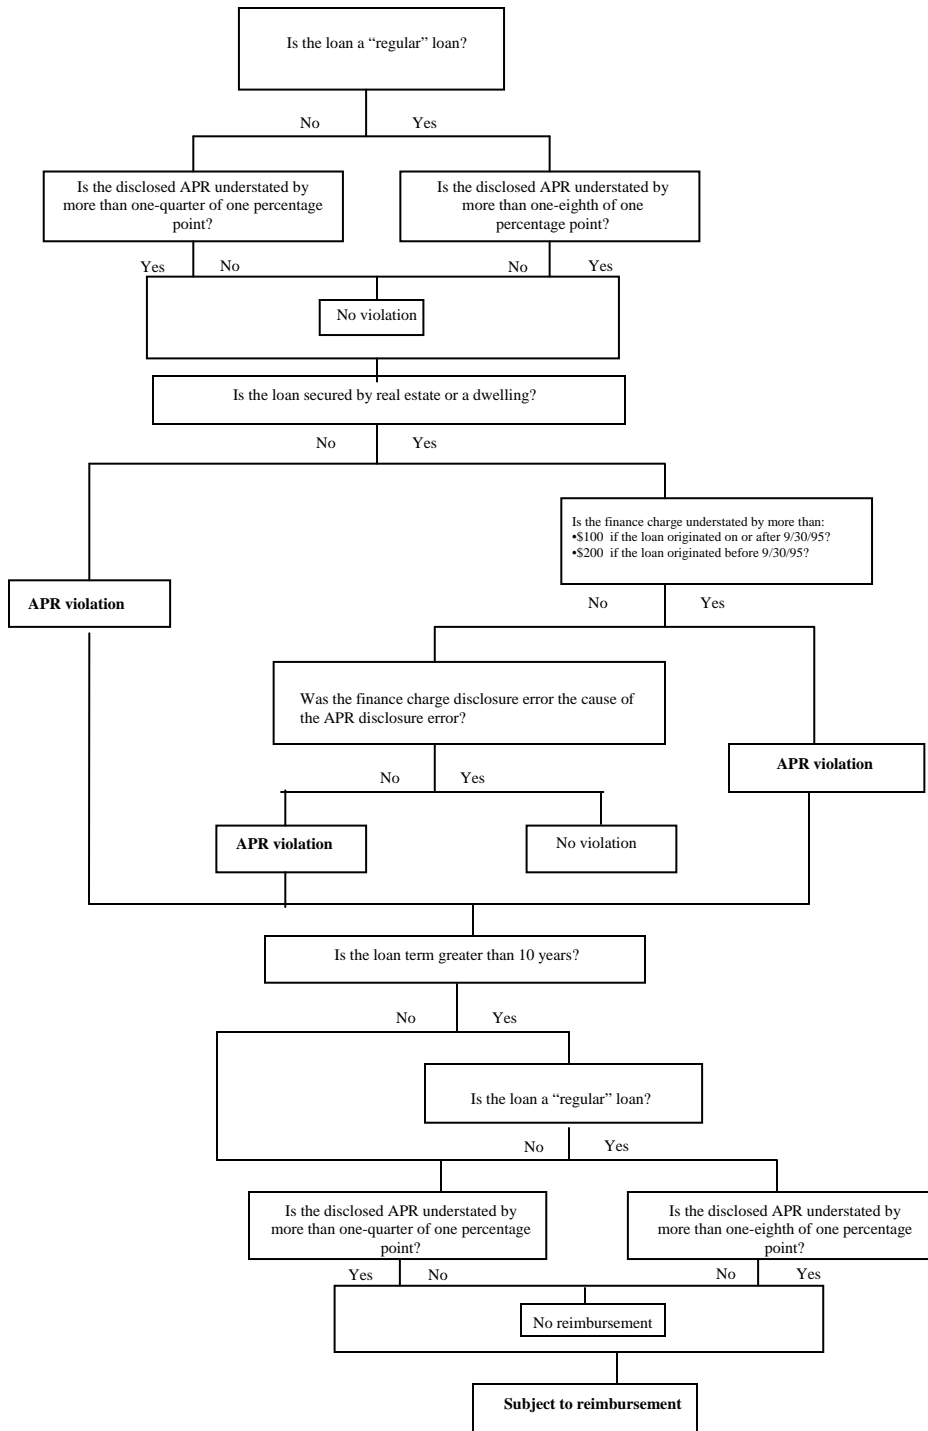 Is the loan a “regular” loan?
No Yes
Is the disclosed APR understated by
more than one-quarter of one percentage
point?
Is the disclosed APR understated by
more than one-eighth of one
percentage point?
Yes No
No Yes
No violation
Is the loan secured by real estate or a dwelling?
No Yes
Is the finance charge understated by more than:
•$100 if the loan originated on or after 9/30/95?
•$200 if the loan originated before 9/30/95?
APR violation
No Yes
Was the finance charge disclosure error the cause of
the APR disclosure error?
APR violation
No Yes
APR violation
No violation
Is the loan term greater than 10 years?
No Yes
Is the loan a “regular” loan?
No Yes
Is the disclosed APR understated by
more than one-quarter of one percentage
point?
Is the disclosed APR understated by
more than one-eighth of one percentage
point?
Yes No
No Yes
No reimbursement
Subject to reimbursement